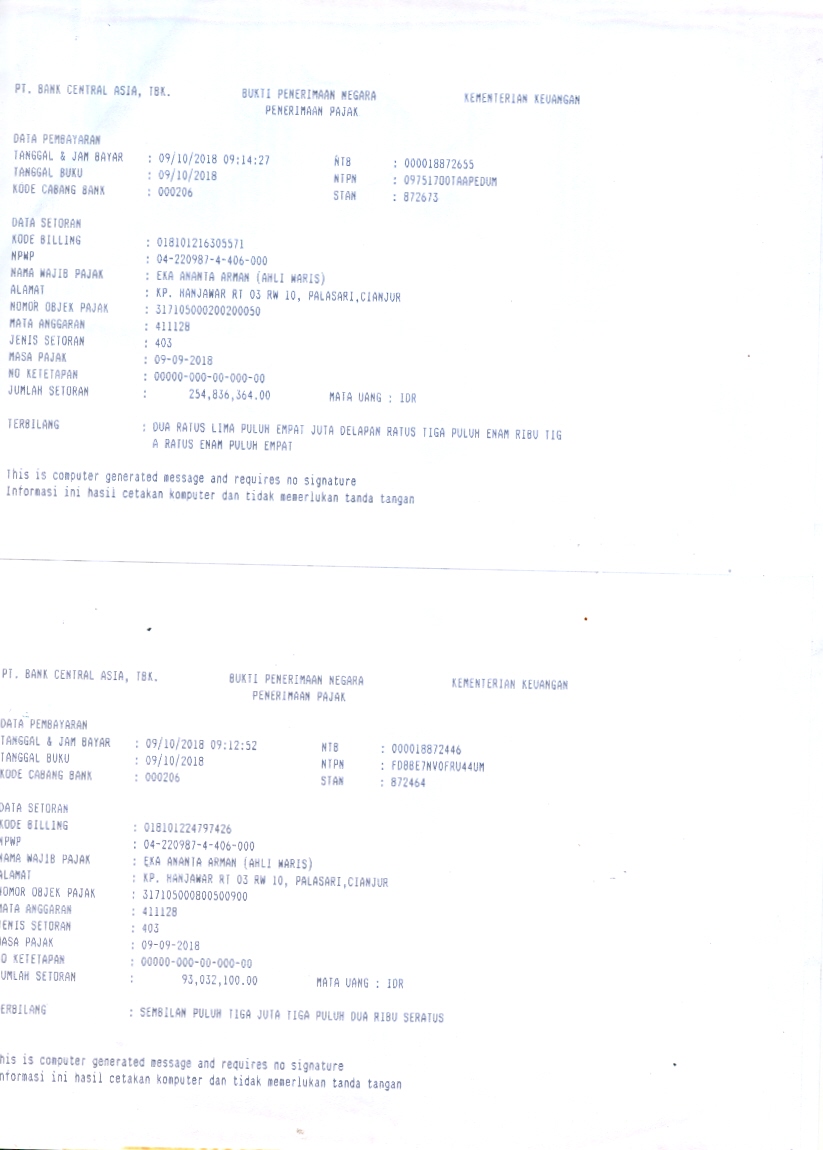 PT. BANK CENTRAL ASIA, TBK. BUKTI PENERIMAAN NEGARA KEMENTERIAN KEUANGAN
PENERIMAAN PAJAK
DATA PEMBAYARAN
TANGGAL & JAM BAYAR : 09/10/2018 09:14:27 NTB : 000018872655
TANGGAL BUKU : 09/10/2018 NTPN : 09751700TAAPEDUM
KODE CABANG BANK : 000206 STAN : 872673
DATA SETORAN
KODE BILLING : 018101216305571
NPWP : 04-220987-4-406-000
NAMA WAJIB PAJAK : EKA ANANTA ARMAN (AHLI WARIS)
ALAMAT : KP. HANJAWAR RT 03 RW 10, PALASARI,CIANJUR
NOMOR OBJEK PAJAK : 317105000200200050
MATA ANGGARAN : 411128
JENIS SETORAN : 403
MASA PAJAK : 09-09-2018
NO KETETAPAN : 00000-000-00-000-00
JUMLAH SETORAN : 254,836,364.00 MATA UANG : IDR
TERBILANG : DUA RATUS LIMA PULUH EMPAT JUTA DELAPAN RATUS TIGA PULUH ENAM RIBU TIG
A RATUS ENAM PULUH EMPAT
This is computer generated message and requires no signature
Informasi ini hasil cetakan komputer dan tidak memerlukan tanda tangan
PT. BANK CENTRAL ASIA, TBK. BUKTI PENERIMAAN NEGARA KEMENTERIAN KEUANGAN
PENERIMAAN PAJAK
DATA PEMBAYARAN
TANGGAL & JAM BAYAR : 09/10/2018 09:12:52 NTB : 000018872446
TANGGAL BUKU : 09/10/2018 NTPN : FD8BE7NVOFRU44UM
KODE CABANG BANK : 000206 STAN : 872464
DATA SETORAN
KODE BILLING : 018101224797426
NPWP : 04-220987-4-406-000
NAMA WAJIB PAJAK : EKA ANANTA ARMAN (AHLI WARIS)
ALAMAT : KP. HANJAWAR RT 03 RW 10, PALASARI,CIANJUR
NOMOR OBJEK PAJAK : 317105000800500900
MATA ANGGARAN : 411128
JENIS SETORAN : 403
MASA PAJAK : 09-09-2018
O KETETAPAN : 00000-000-00-000-00
UMLAH SETORAN : 93,032,100.00 MATA UANG : IDR
ERBILANG : SEMBILAN PULUH TIGA JUTA TIGA PULUH DUA RIBU SERATUS
his is computer generated message and requires no signature
nformasi ini hasil cetakan komputer dan tidak memerlukan tanda tangan